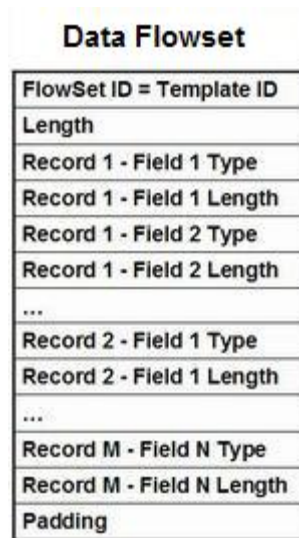 Data Flowset
FlowSet ID = Template ID
Length
Record 1 - Field 1 Type
Record 1 - Field 1 Length
Record 1 - Field 2 Type
Record 1 - Field 2 Length
...
Record 2 - Field 1 Type
Record 2 - Field 1 Length
...
Record M - Field N Type
Record M - Field N Length
Padding